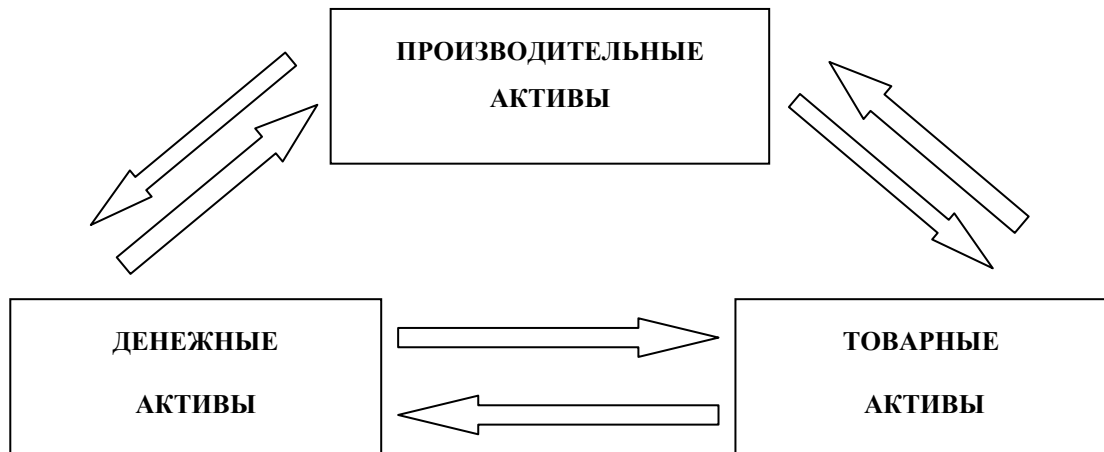 ПРОИЗВОДИТЕЛЬНЫЕ
АКТИВЫ
ДЕНЕЖНЫЕ
АКТИВЫ
ТОВАРНЫЕ
АКТИВЫ